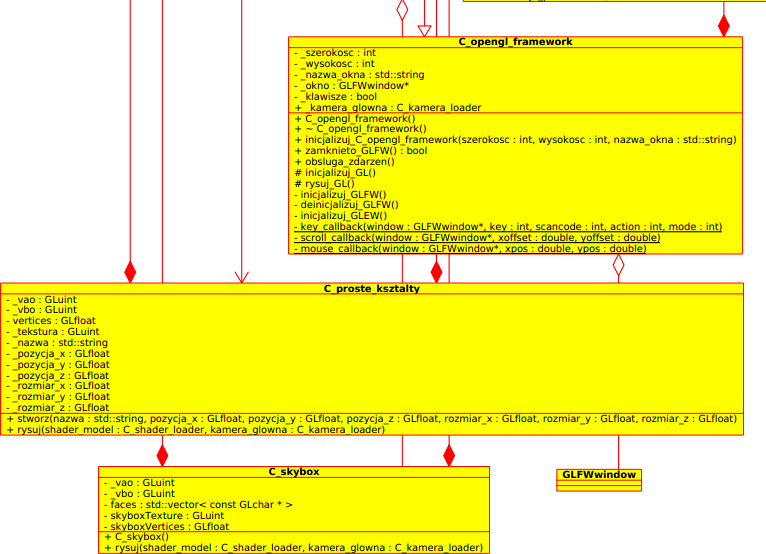 C_opengl_framework
- _szerokosc : int
- _wysokosc : int
- _nazwa_okna : std::string
- _okno : GLFWwindow*
- _klawisze : bool
+ _kamera_glowna : C_kamera_loader
+ C_opengl_framework()
+ ~ C_opengl_framework()
+ inicjalizuj_C_opengl_framework(szerokosc : int, wysokosc : int, nazwa_okna : std::string)
+ zamknieto_GLFW() : bool
+ obsluga_zdarzen()
# inicjalizuj_GL()
# rysuj_GL()
- inicjalizuj_GLFW()
- deinicjalizuj_GLFW()
- inicjalizuj_GLEW()
- key_callback(window : GLFWwindow*, key : int, scancode : int, action : int, mode : int)
- scroll_callback(window : GLFWwindow*, xoffset : double, yoffset : double)
- mouse_callback(window : GLFWwindow*, xpos : double, ypos : double)
C_proste_ksztalty
- _vao : GLuint
- _vbo : GLuint
- vertices : GLfloat
- _tekstura : GLuint
- _nazwa : std::string
- _pozycja_x : GLfloat
- _pozycja_y : GLfloat
- _pozycja_z : GLfloat
- _rozmiar_x : GLfloat
- _rozmiar_y : GLfloat
- _rozmiar_z : GLfloat
+ stworz(nazwa : std::string, pozycja_x : GLfloat, pozycja_y : GLfloat, pozycja_z : GLfloat, rozmiar_x : GLfloat, rozmiar_y : GLfloat, rozmiar_z : GLfloat)
+ rysuj(shader_model : C_shader_loader, kamera_glowna : C_kamera_loader)
C_skybox
- _vao : GLuint
- _vbo : GLuint
- faces : std::vector< const GLchar * >
- skyboxTexture : GLuint
- skyboxVertices : GLfloat
+ C_skybox()
+ rysuj(shader_model : C_shader_loader, kamera_glowna : C_kamera_loader)
GLFWwindow